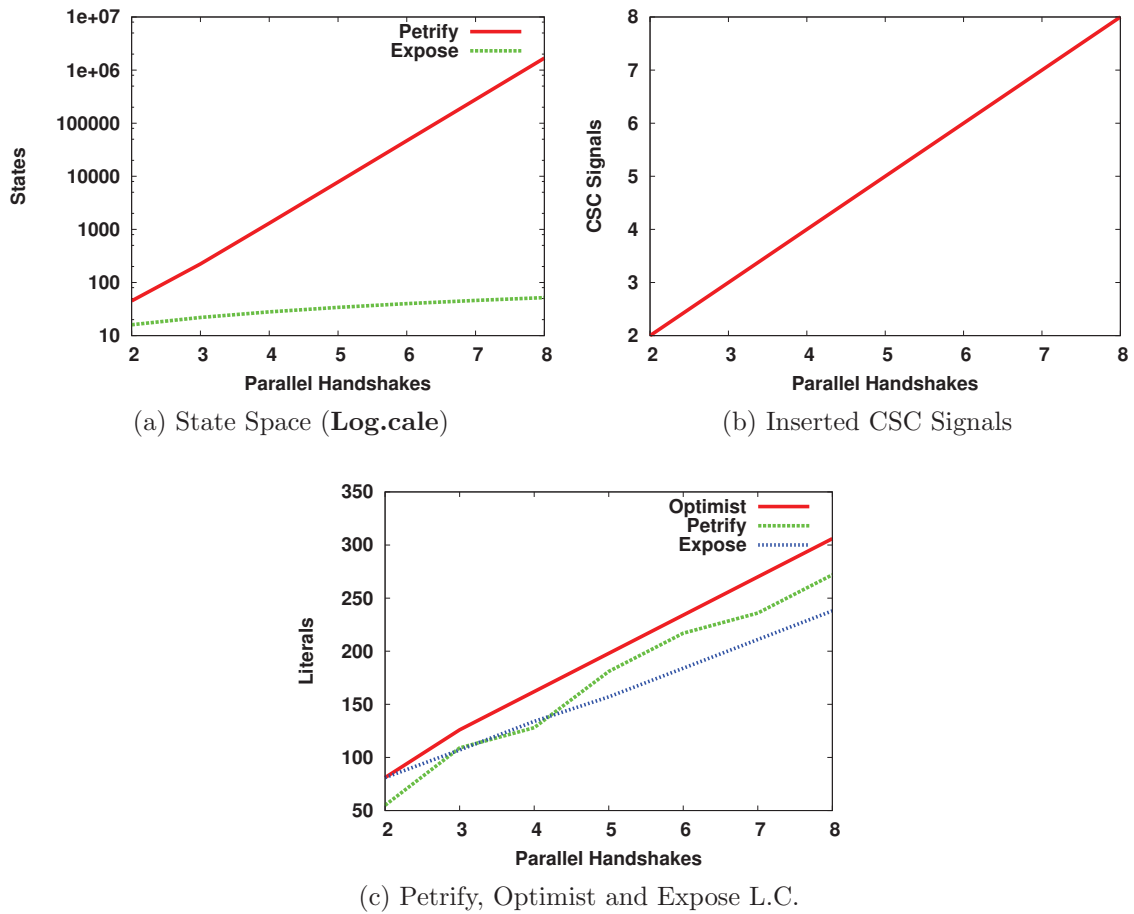 1e+07
1e+06
100000
10000
1000
100
10
States
Petrify
Expose
2 3 4 5 6 7 8
Parallel Handshakes
(a) State Space (Log.cale)
8
7
6
5
4
3
2
CSC Signals
2 3 4 5 6 7 8
Parallel Handshakes
(b) Inserted CSC Signals
350
300
250
200
150
100
50
Literals
Optimist
Petrify
Expose
2 3 4 5 6 7 8
Parallel Handshakes
(c) Petrify, Optimist and Expose L.C.